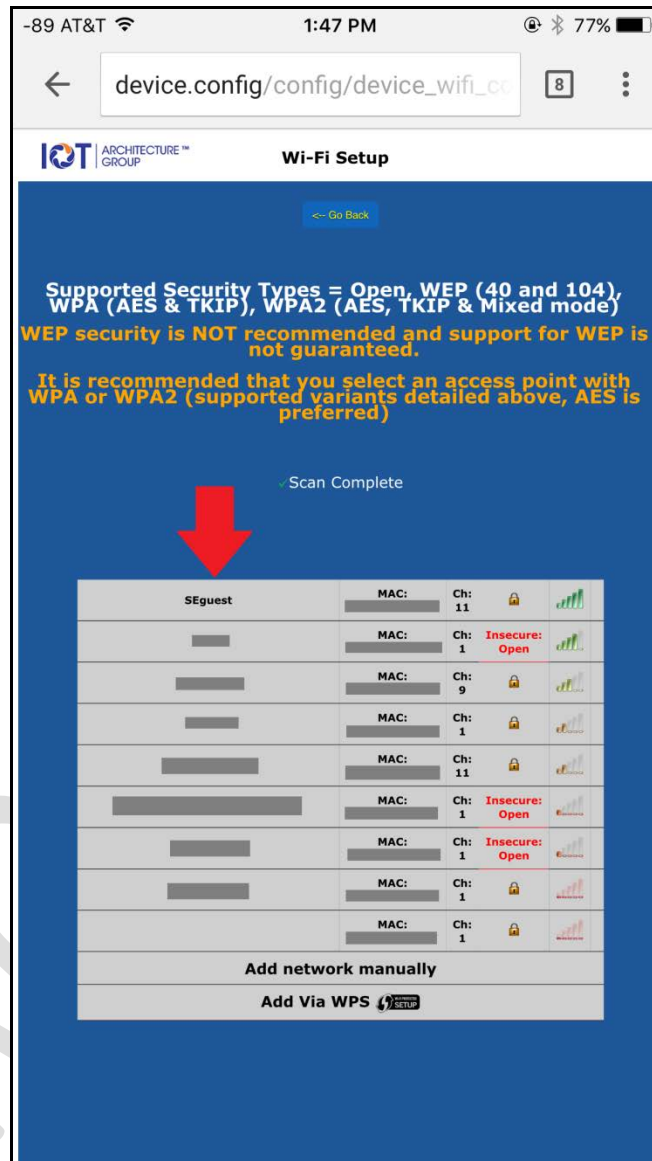 -89 AT&T 1:47 PM 77%
device.config/config/device_wifi_co 8
IOT ARCHITECTURE ™
GROUP
Wi-Fi Setup
<-- Go Back
Supported Security Types = Open, WEP (40 and 104),
WPA (AES & TKIP), WPA2 (AES, TKIP & Mixed mode)
WEP security is NOT recommended and support for WEP is
not guaranteed.
It is recommended that you select an access point with
WPA or WPA2 (supported variants detailed above, AES is
preferred)
✓Scan Complete
SEguest MAC: Ch:
11
MAC: Ch: Insecure:
1 Open
MAC: Ch:
9
MAC: Ch:
1
MAC: Ch:
11
MAC: Ch: Insecure:
1 Open
MAC: Ch: Insecure:
1 Open
MAC: Ch:
1
MAC: Ch:
1
Add network manually
Add Via WPS SETUP